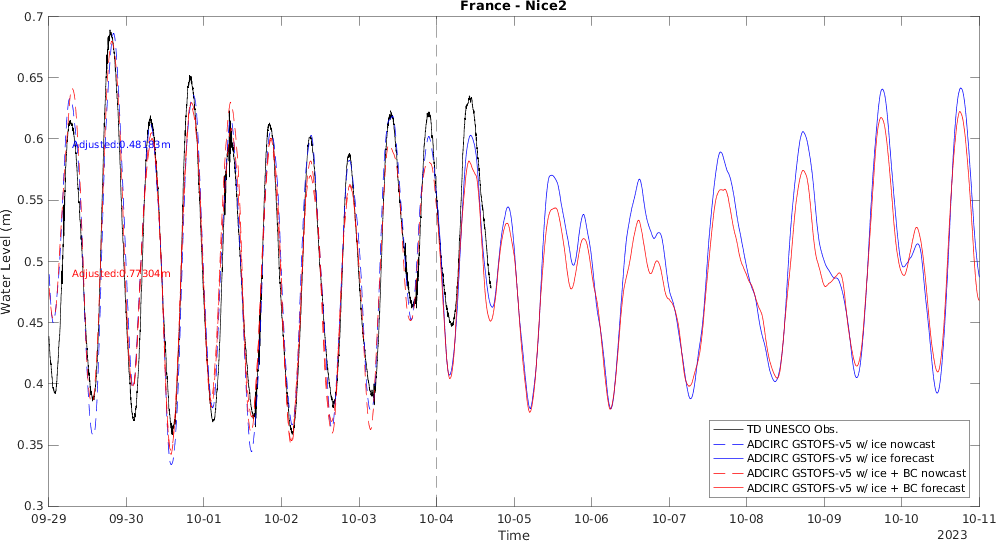 France - Nice2
Water Level (m)
0.7
0.65
0.6
0.55
0.5
0.45
0.4
0.35
0.3
Adjusted:0.48183m
Adjusted:0.77304m
TD UNESCO Obs.
ADCIRC GSTOFS-v5 w/ ice nowcast
ADCIRC GSTOFS-v5 w/ ice forecast
ADCIRC GSTOFS-v5 w/ ice + BC nowcast
ADCIRC GSTOFS-v5 w/ ice + BC forecast
09-29 09-30 10-01 10-02 10-03 10-04 10-05 10-06 10-07 10-08 10-09 10-10 10-11
Time
2023